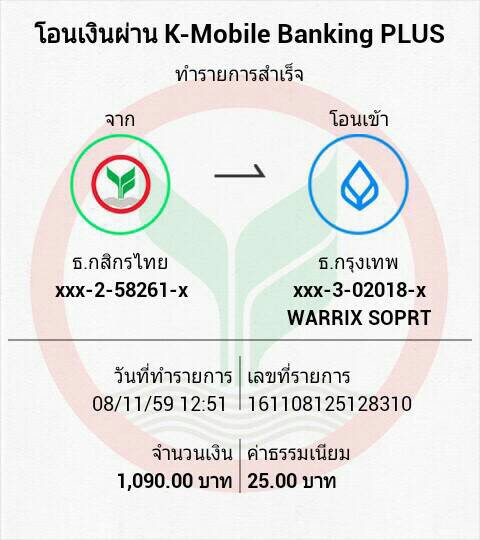 โอนเงินผ่าน K-Mobile Banking PLUS
ทำรายการสำเร็จ
จาก
โอนเข้า
ธ.กสิกรไทย
ธ.กรุงเทพ
xxx-2-58261-x
xxx-3-02018-x
WARRIX SOPRT
วันที่ทำรายการ
เลขที่รายการ
08/11/59 12:51
161108125128310
จำนวนเงิน
ค่าธรรมเนียม
1,090.00 บาท
25.00 บาท